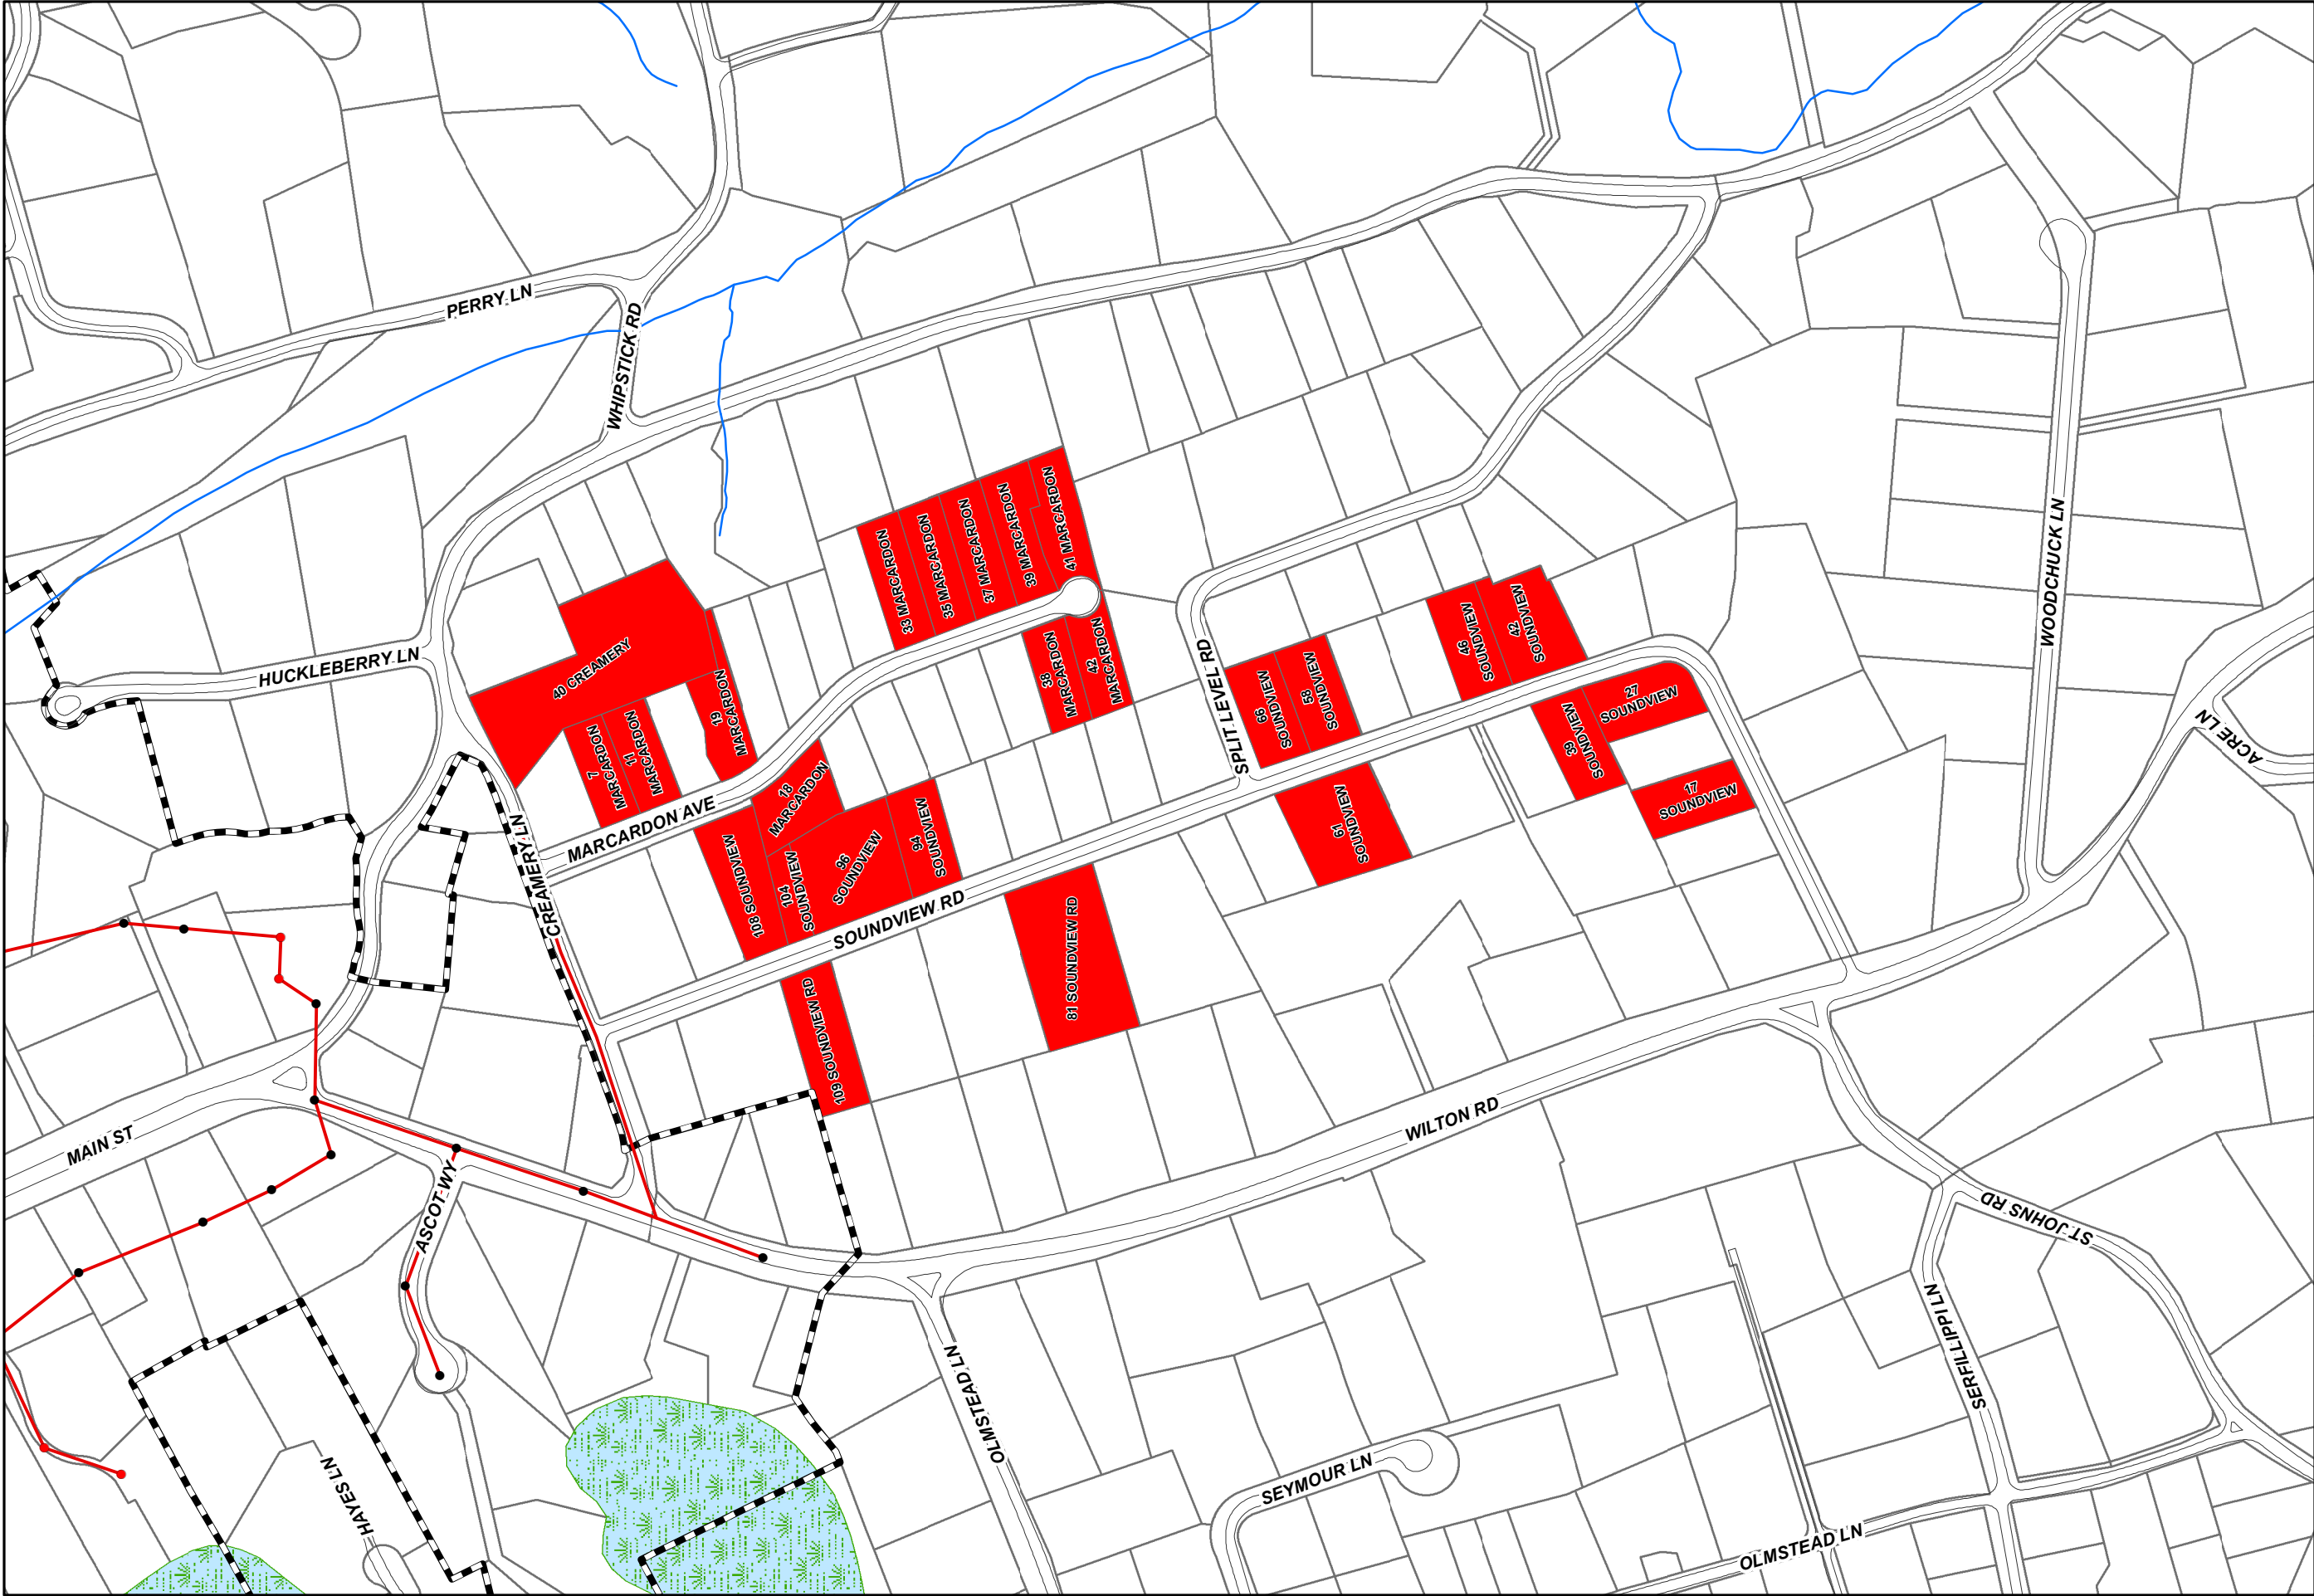 PERRY LN
WHIPSTICK RD
HUCKLEBERRY LN
40 CREAMERY
7
MARCARDON
11
MARCARDON
19
MARCARDON
33 MARCARDON
35 MARCARDON
37 MARCARDON
39 MARCARDON
41 MARCARDON
38
MARCARDON
42
MARCARDON
18
MARCARDON
MARCARDON AVE
CREAMERY LN
108 SOUNDVIEW
104
SOUNDVIEW
96
SOUNDVIEW
94
SOUNDVIEW
SOUNDVIEW RD
109 SOUNDVIEW RD
81 SOUNDVIEW RD
SPLIT LEVEL RD
66
SOUNDVIEW
58
SOUNDVIEW
46
SOUNDVIEW
42
SOUNDVIEW
61
SOUNDVIEW
39
SOUNDVIEW
27
SOUNDVIEW
17
SOUNDVIEW
WOODCHUCK LN
ACRE LN
MAIN ST
ASCOT WY
WILTON RD
ST JOHNS RD
SERFILLIPPI LN
OLMSTEAD LN
SEYMOUR LN
HAYES LN
OLMSTEAD LN